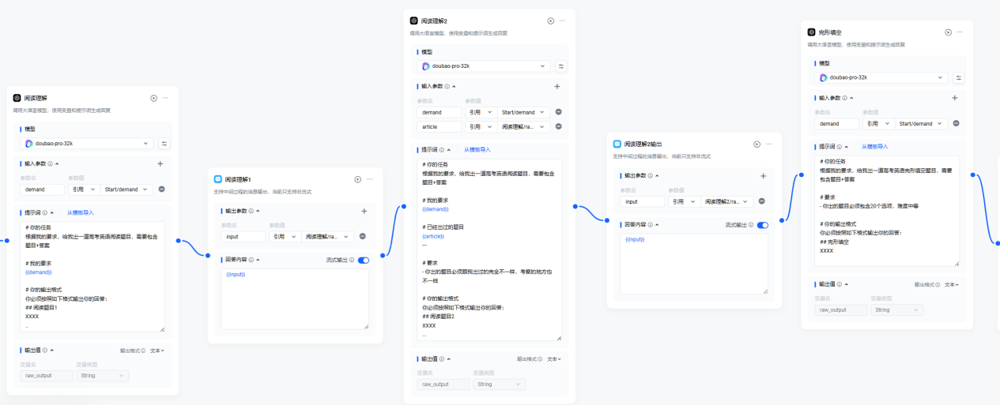 阅读理解
调用大语言模型，使用变量和提示词生成回复
模型
doubao-pro-32k
输入参数
参数名 参数值
demand 引用 Start/demand
提示词 从模板导入
# 你的任务
根据我的要求，给我出一道高考英语阅读题目，需要包含
题目+答案
# 我的要求
{{demand}}
# 你的输出格式
你必须按照如下格式输出你的回答：
## 阅读题目1
XXXX
...
输出值 输出格式 文本
变量名 变量类型
raw_output String
阅读理解1
支持中间过程的消息输出，当前只支持非流式
输出参数
参数名 参数值
input 引用 阅读理解/ra...
回答内容 流式输出
{{input}}
阅读理解2
调用大语言模型，使用变量和提示词生成回复
模型
doubao-pro-32k
输入参数
参数名 参数值
demand 引用 Start/demand
article 引用 阅读理解/ra...
提示词 从模板导入
# 你的任务
根据我的要求，给我出一道高考英语阅读题目，需要包含
题目+答案
# 我的要求
{{demand}}
# 已经出过的题目
{{article}}
---
# 要求
- 你出的题目必须跟我出过的完全不一样，考察的地方也
不一样
# 你的输出格式
你必须按照如下格式输出你的回答：
## 阅读题目2
XXXX
...
输出值 输出格式 文本
变量名 变量类型
raw_output String
阅读理解2输出
支持中间过程的消息输出，当前只支持非流式
输出参数
参数名 参数值
input 引用 阅读理解2/ra...
回答内容 流式输出
{{input}}
完形填空
调用大语言模型，使用变量和提示词生成回复
模型
doubao-pro-32k
输入参数
参数名 参数值
demand 引用 Start/demand
提示词 从模板导入
# 你的任务
根据我的要求，给我出一道高考英语完形填空题目，需要
包含题目+答案
# 要求
- 你出的题目必须包含20个选项，难度中等
# 你的输出格式
你必须按照如下格式输出你的回答：
## 完形填空
XXXX
输出值 输出格式 文本
变量名 变量类型
raw_output String